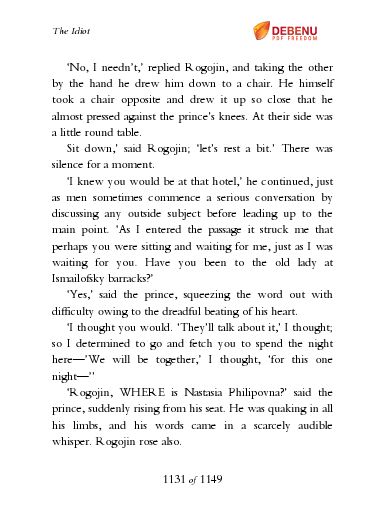 The Idiot
DEBENU
PDF FREEDOM
‘No, I needn’t,’ replied Rogojin, and taking the other
by the hand he drew him down to a chair. He himself
took a chair opposite and drew it up so close that he
almost pressed against the prince’s knees. At their side was
a little round table.
Sit down,’ said Rogojin; ‘let’s rest a bit.’ There was
silence for a moment.
‘I knew you would be at that hotel,’ he continued, just
as men sometimes commence a serious conversation by
discussing any outside subject before leading up to the
main point. ‘As I entered the passage it struck me that
perhaps you were sitting and waiting for me, just as I was
waiting for you. Have you been to the old lady at
Ismailofsky barracks?’
‘Yes,’ said the prince, squeezing the word out with
difficulty owing to the dreadful beating of his heart.
‘I thought you would. ‘They’ll talk about it,’ I thought;
so I determined to go and fetch you to spend the night
here—’We will be together,’ I thought, ‘for this one
night—’’
‘Rogojin, WHERE is Nastasia Philipovna?’ said the
prince, suddenly rising from his seat. He was quaking in all
his limbs, and his words came in a scarcely audible
whisper. Rogojin rose also.
1131 of 1149